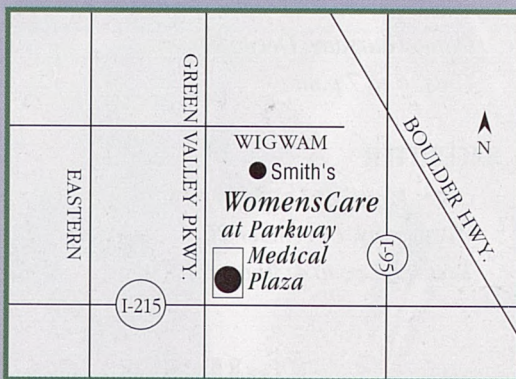 GREEN VALLEY PKWY.
EASTERN
WIGWAM
Smith's
WomensCare
at Parkway
Medical
Plaza
BOULDER HWY.
N
I-95
I-215